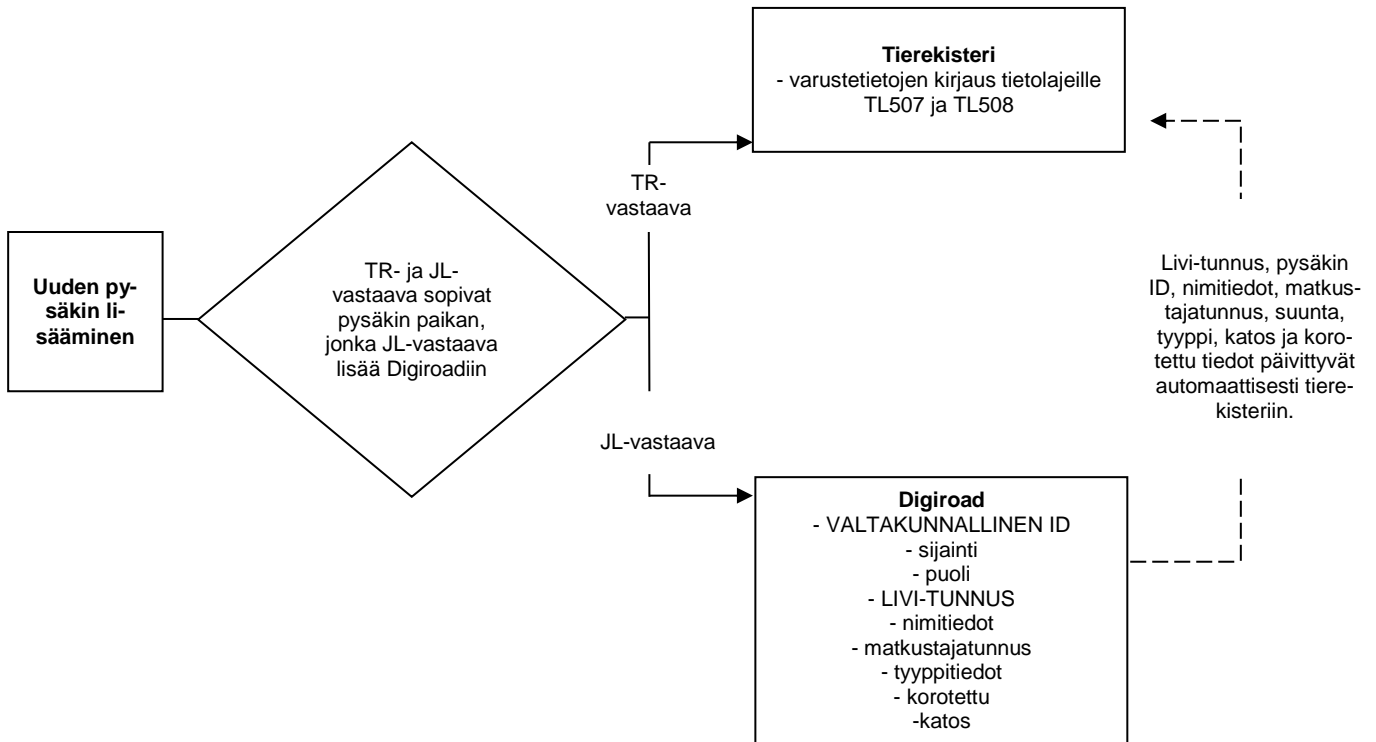 Uuden py-
säkin li-
sääminen
TR- ja JL-
vastaava sopivat
pysäkin paikan,
jonka JL-vastaava
lisää Digiroadiin
TR-
vastaava
JL-vastaava
Tierekisteri
- varustetietojen kirjaus tietolajeille
TL507 ja TL508
Digiroad
- VALTAKUNNALLINEN ID
- sijainti
- puoli
- LIVI-TUNNUS
- nimitiedot
- matkustajatunnus
- tyyppitiedot
- korotettu
-katos
Livi-tunnus, pysäkin
ID, nimitiedot, matkus-
tajatunnus, suunta,
tyyppi, katos ja koro-
tettu tiedot päivittyvät
automaattisesti tiere-
kisteriin.